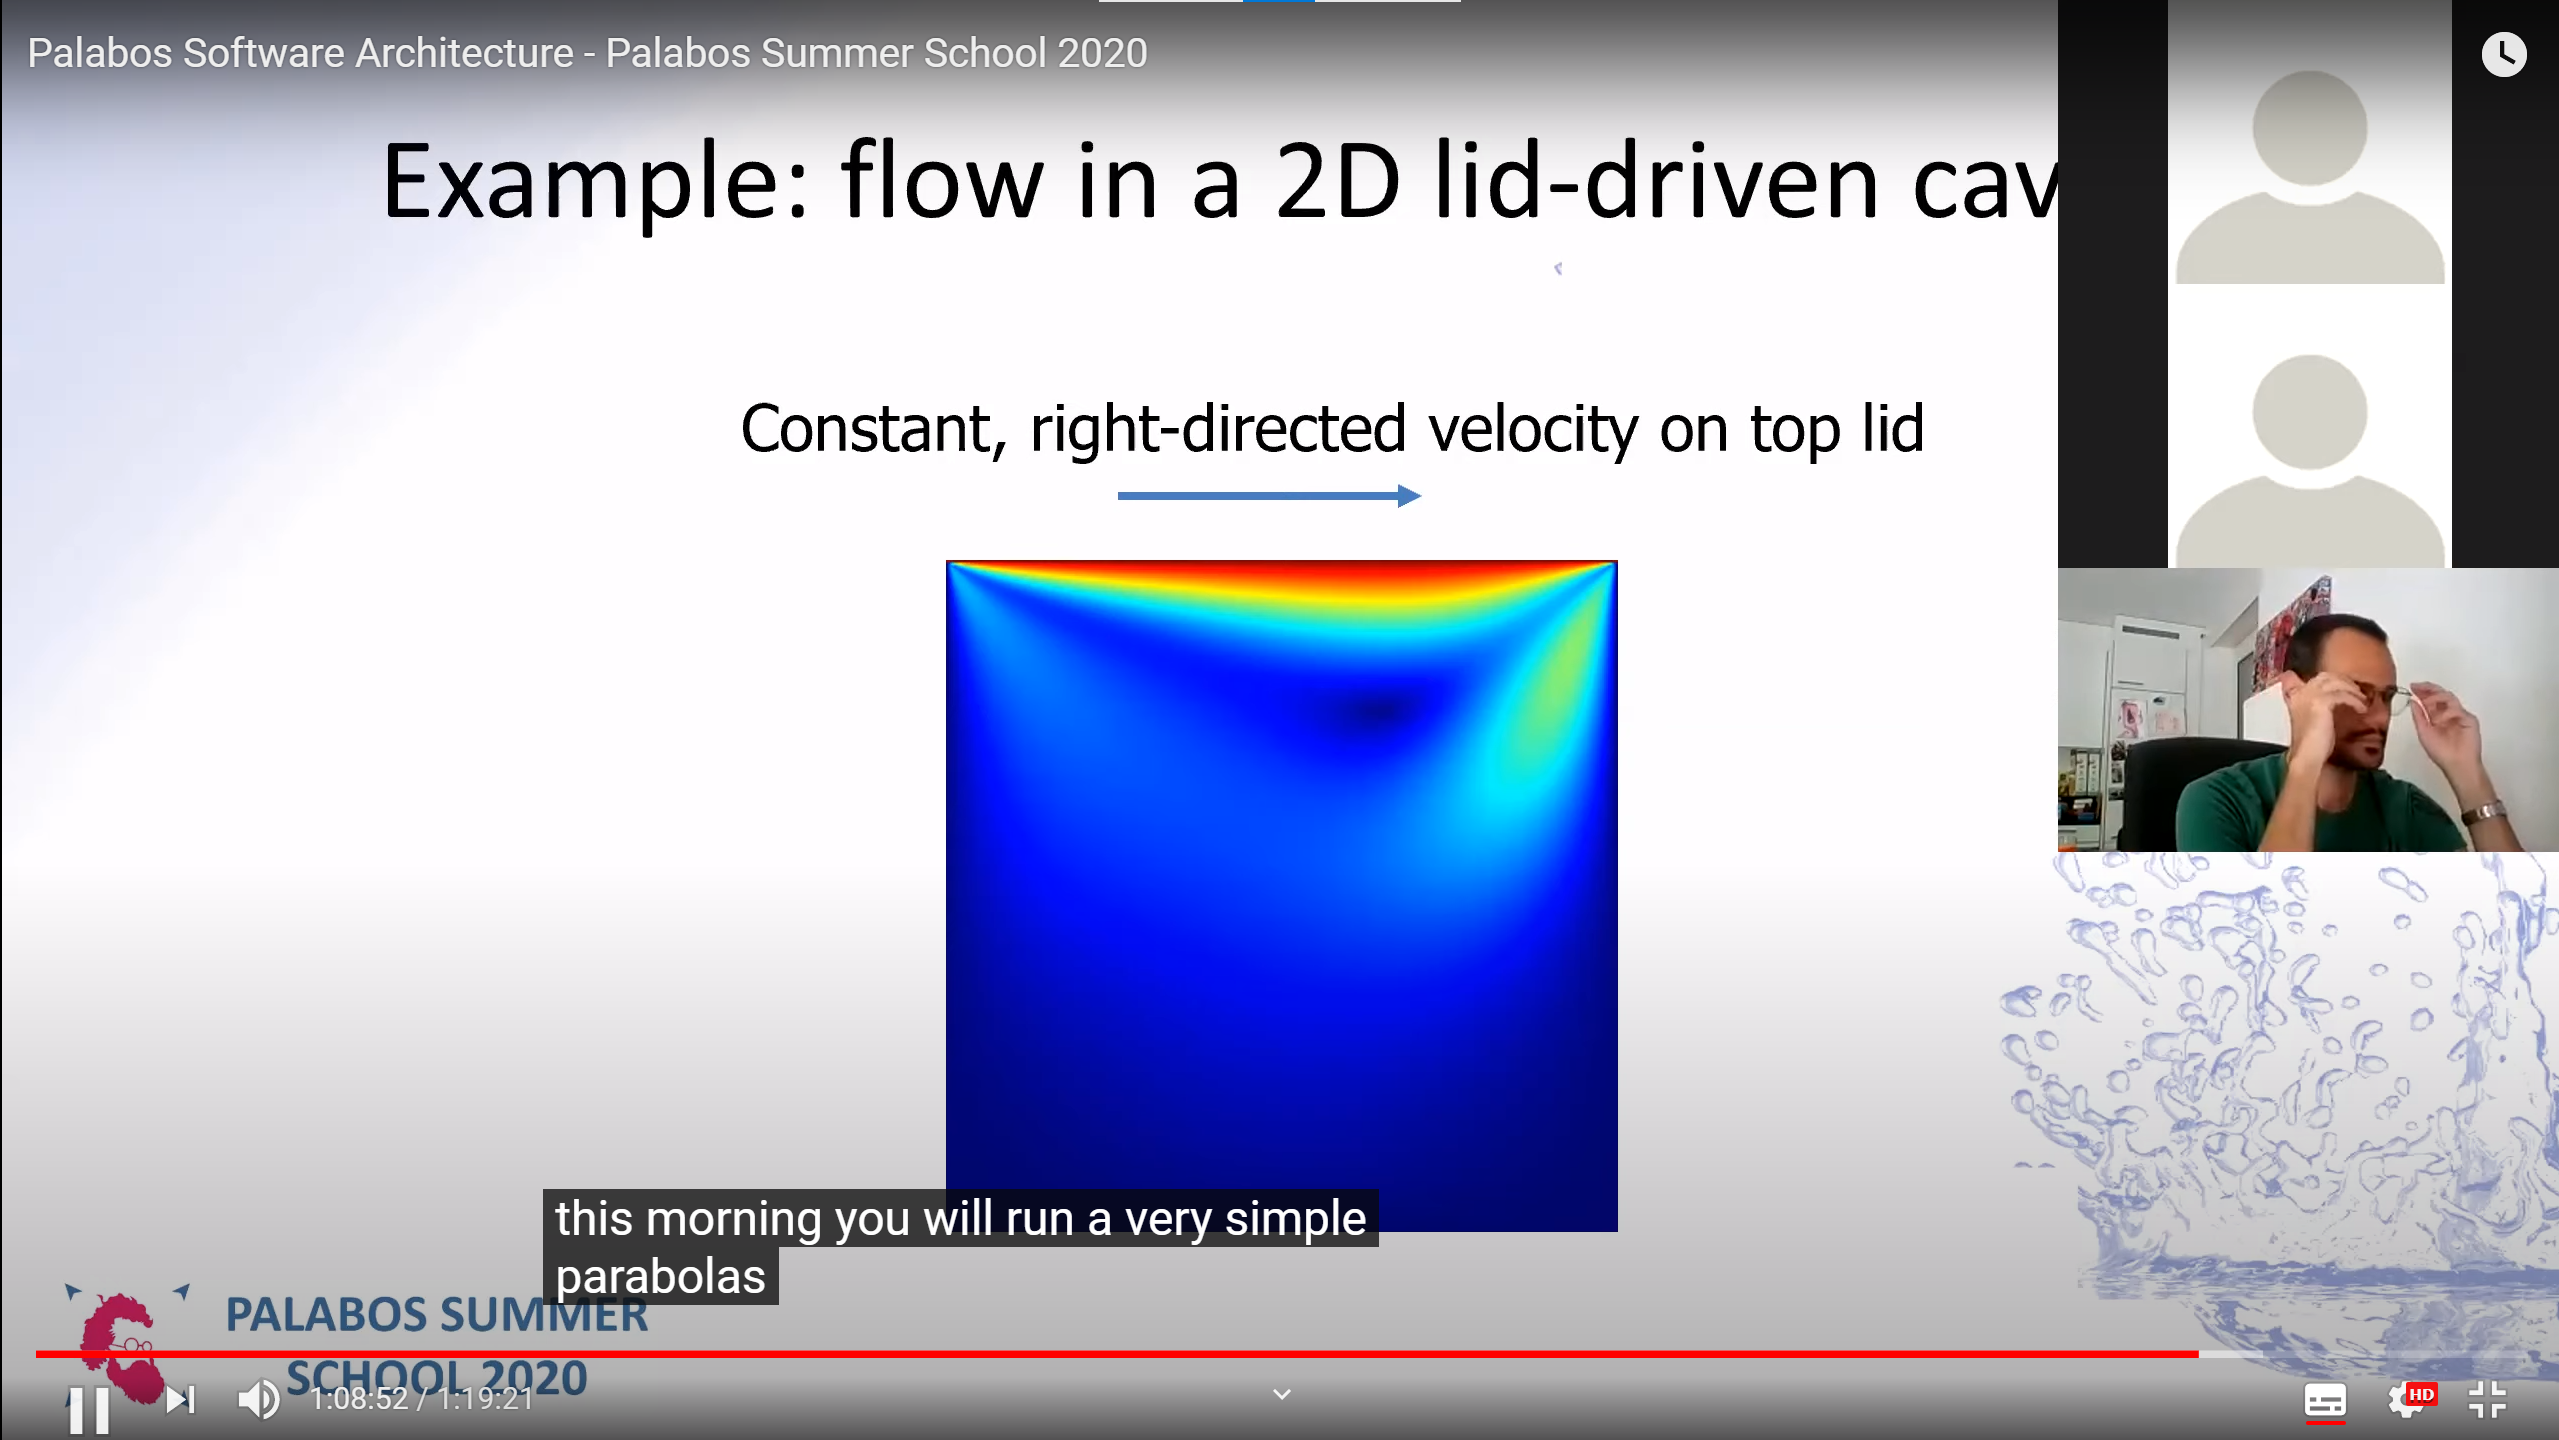 Palabos Software Architecture - Palabos Summer School 2020
Example: flow in a 2D lid-driven cav
Constant, right-directed velocity on top lid
this morning you will run a very simple
parabolas
PALABOS SUMMER
SCHOOL 2020
1:08:52 / 1:19:21
HD